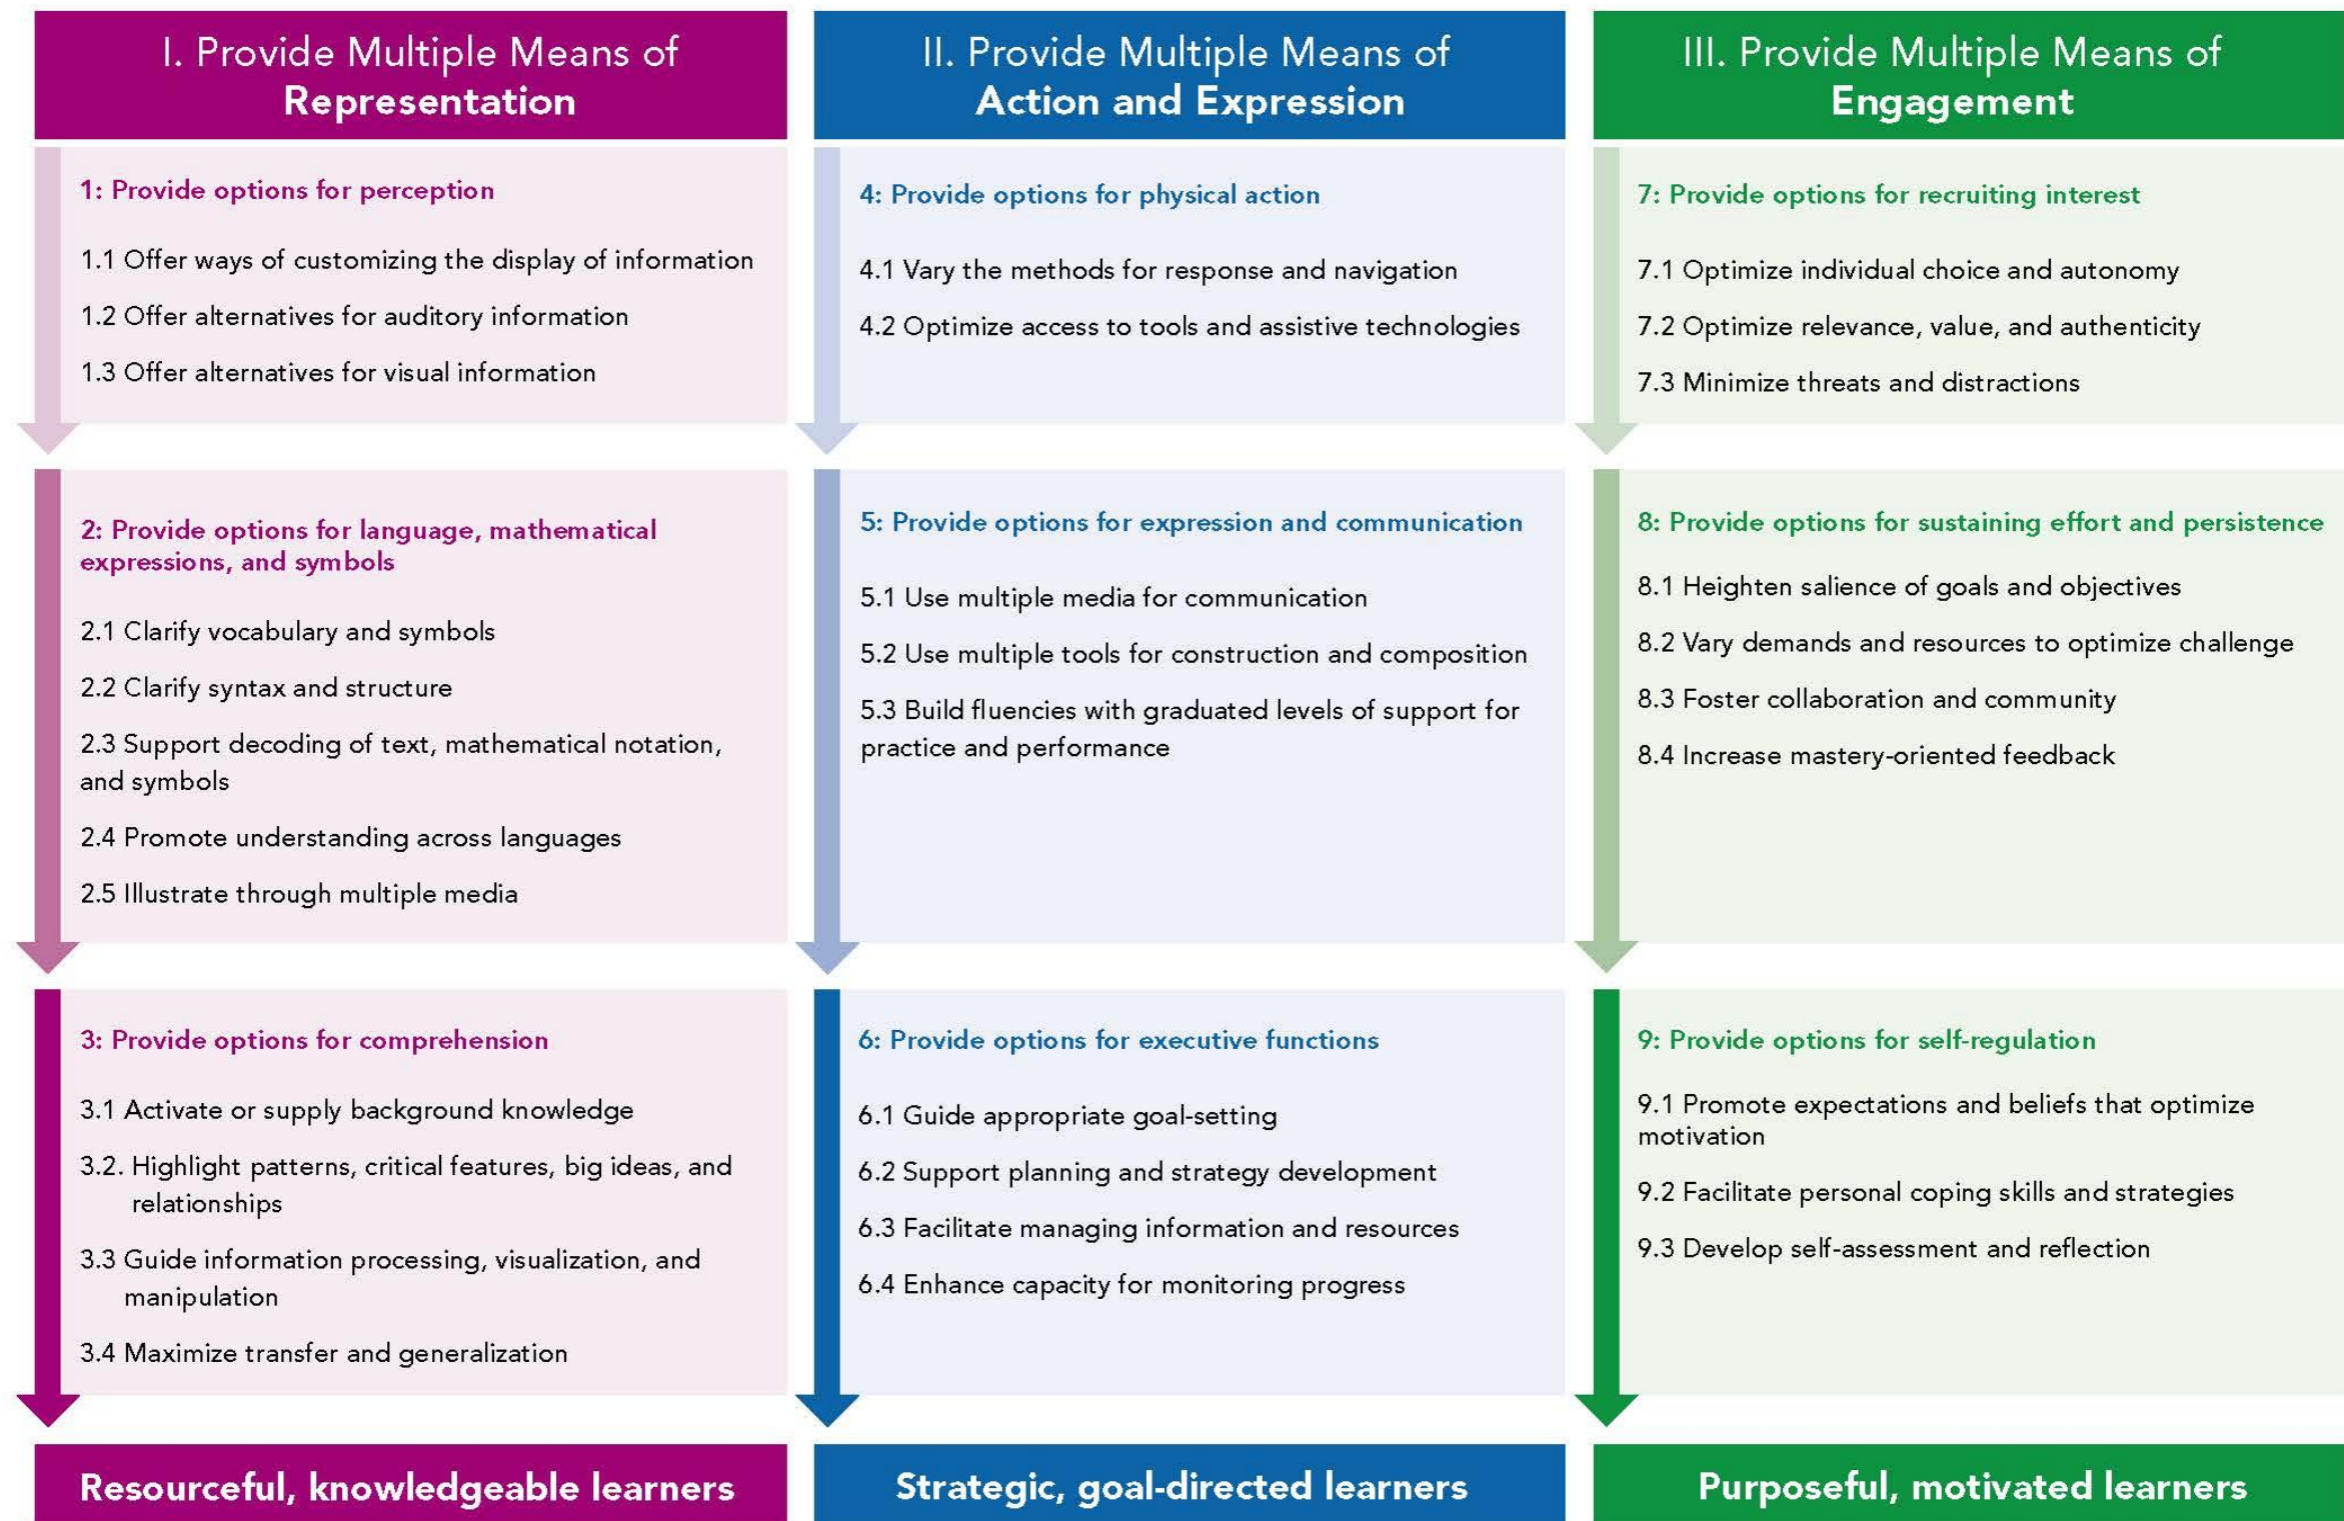 I. Provide Multiple Means of
Representation
1: Provide options for perception
1.1 Offer ways of customizing the display of information
1.2 Offer alternatives for auditory information
1.3 Offer alternatives for visual information
2: Provide options for language, mathematical
expressions, and symbols
2.1 Clarify vocabulary and symbols
2.2 Clarify syntax and structure
2.3 Support decoding of text, mathematical notation,
and symbols
2.4 Promote understanding across languages
2.5 Illustrate through multiple media
3: Provide options for comprehension
3.1 Activate or supply background knowledge
3.2. Highlight patterns, critical features, big ideas, and
relationships
3.3 Guide information processing, visualization, and
manipulation
3.4 Maximize transfer and generalization
Resourceful, knowledgeable learners
II. Provide Multiple Means of
Action and Expression
4: Provide options for physical action
4.1 Vary the methods for response and navigation
4.2 Optimize access to tools and assistive technologies
5: Provide options for expression and communication
5.1 Use multiple media for communication
5.2 Use multiple tools for construction and composition
5.3 Build fluencies with graduated levels of support for
practice and performance
6: Provide options for executive functions
6.1 Guide appropriate goal-setting
6.2 Support planning and strategy development
6.3 Facilitate managing information and resources
6.4 Enhance capacity for monitoring progress
Strategic, goal-directed learners
III. Provide Multiple Means of
Engagement
7: Provide options for recruiting interest
7.1 Optimize individual choice and autonomy
7.2 Optimize relevance, value, and authenticity
7.3 Minimize threats and distractions
8: Provide options for sustaining effort and persistence
8.1 Heighten salience of goals and objectives
8.2 Vary demands and resources to optimize challenge
8.3 Foster collaboration and community
8.4 Increase mastery-oriented feedback
9: Provide options for self-regulation
9.1 Promote expectations and beliefs that optimize
motivation
9.2 Facilitate personal coping skills and strategies
9.3 Develop self-assessment and reflection
Purposeful, motivated learners